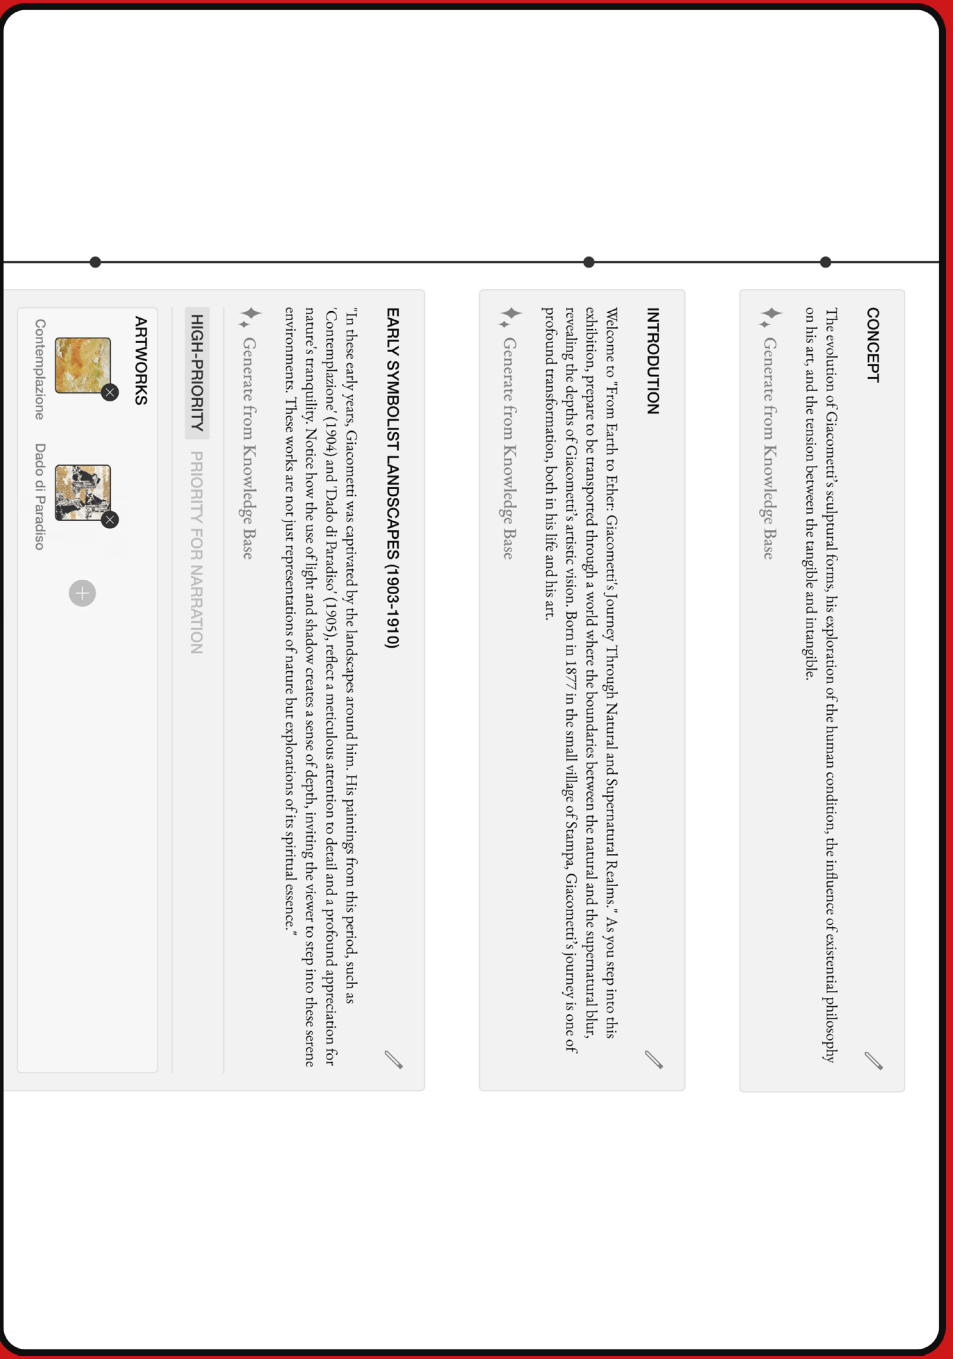 CONCEPT
The evolution of Giacometti's sculptural forms, his exploration of the human condition, the influence of existential philosophy
on his art, and the tension between the tangible and intangible.
Generate from Knowledge Base
INTRODUTION
Welcome to "From Earth to Ether: Giacometti's Journey Through Natural and Supernatural Realms." As you step into this
exhibition, prepare to be transported through a world where the boundaries between the natural and the supernatural blur,
revealing the depths of Giacometti's artistic vision. Born in 1877 in the small village of Stampa, Giacometti's journey is one of
profound transformation, both in his life and his art.
Generate from Knowledge Base
EARLY SYMBOLIST LANDSCAPES (1903-1910)
"In these early years, Giacometti was captivated by the landscapes around him. His paintings from this period, such as
'Contemplazione' (1904) and 'Dado di Paradiso' (1905), reflect a meticulous attention to detail and a profound appreciation for
nature's tranquility. Notice how the use of light and shadow creates a sense of depth, inviting the viewer to step into these serene
environments. These works are not just representations of nature but explorations of its spiritual essence."
Generate from Knowledge Base
HIGH-PRIORITY PRIORITY FOR NARRATION
ARTWORKS
Contemplazione Dado di Paradiso